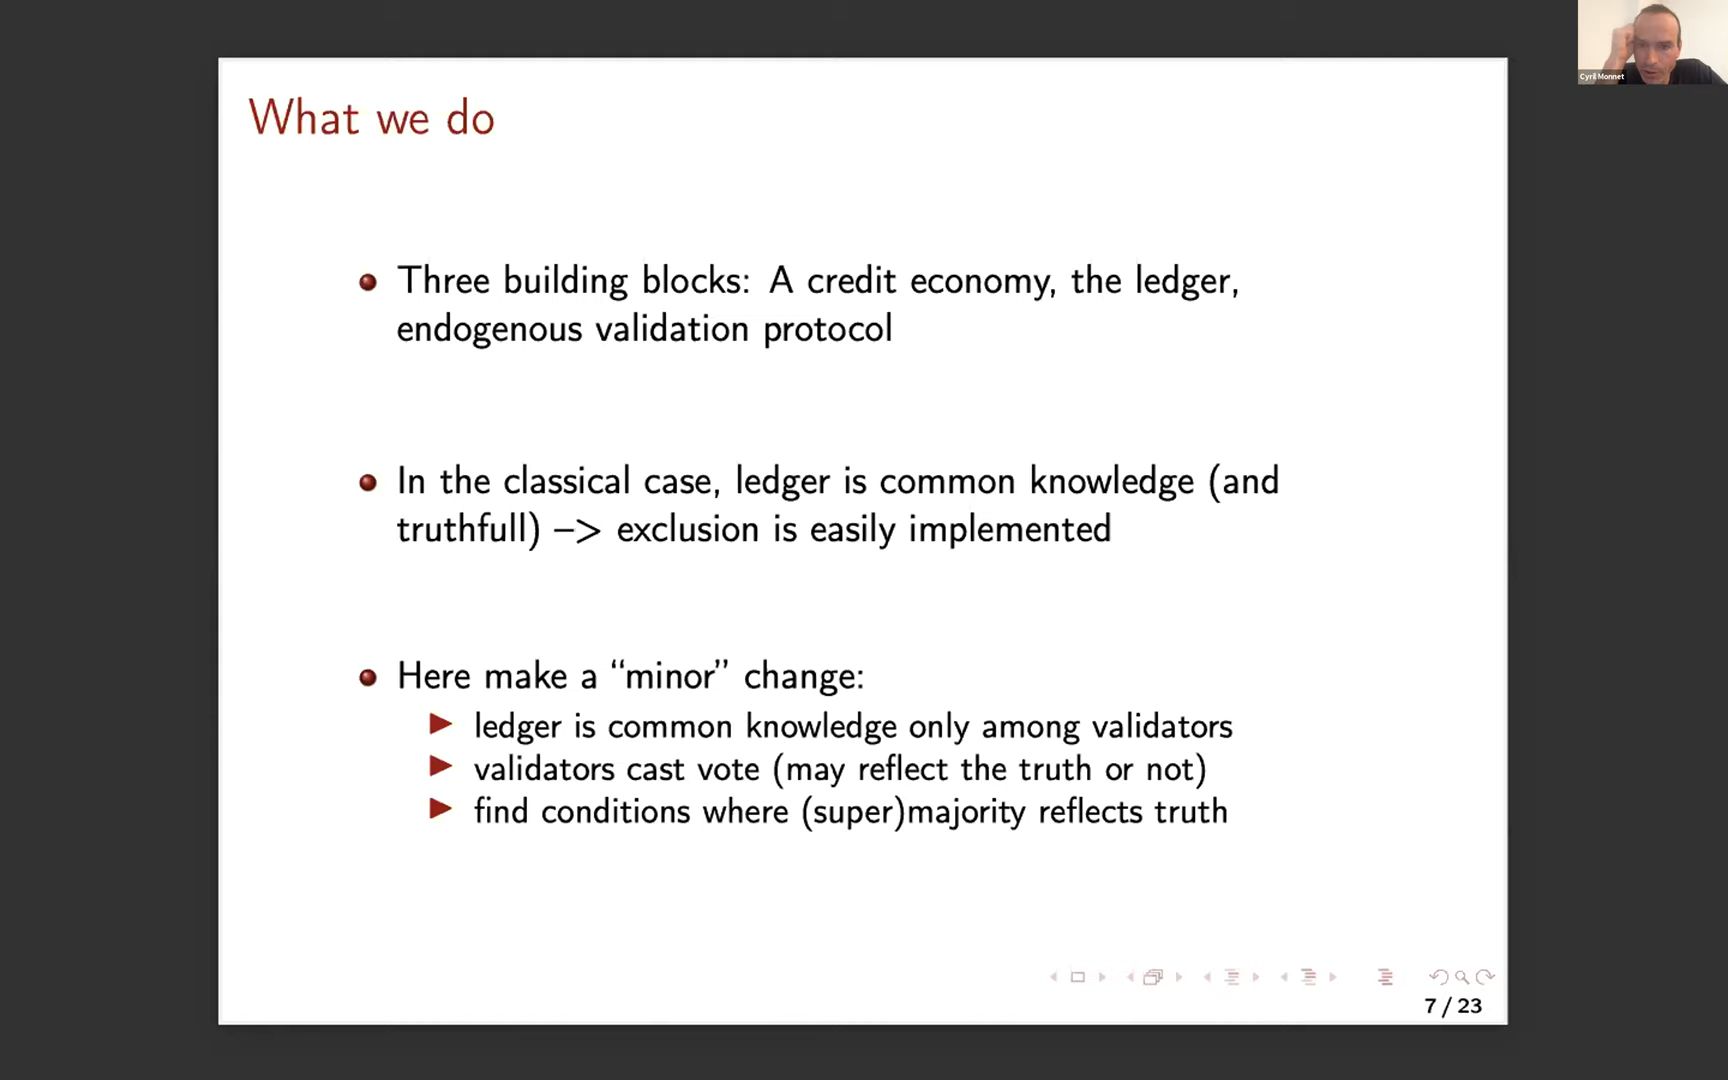 Cyril Monnet
What we do
Three building blocks: A credit economy, the ledger,
endogenous validation protocol
In the classical case, ledger is common knowledge (and
truthfull) –> exclusion is easily implemented
Here make a “minor” change:
ledger is common knowledge only among validators
validators cast vote (may reflect the truth or not)
find conditions where (super)majority reflects truth
7 / 23